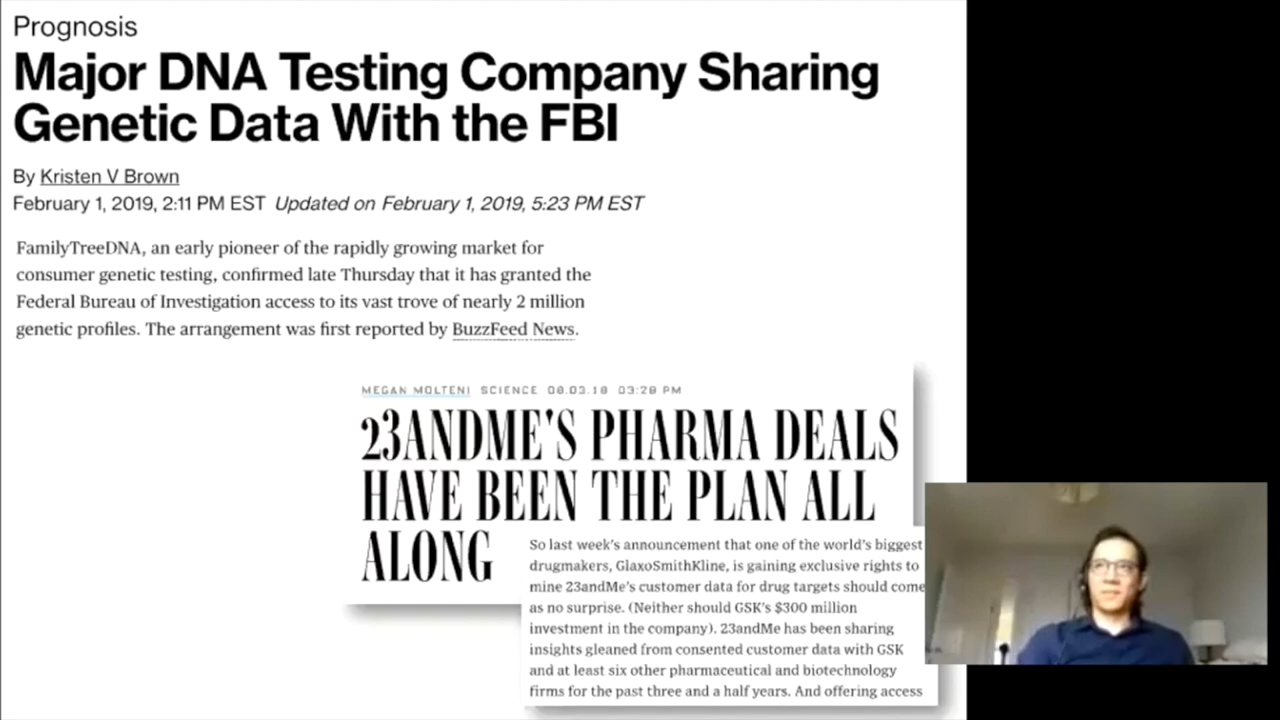 Prognosis
Major DNA Testing Company Sharing
Genetic Data With the FBI
By Kristen V Brown
February 1, 2019, 2:11 PM EST Updated on February 1, 2019, 5:23 PM EST
FamilyTreeDNA, an early pioneer of the rapidly growing market for
consumer genetic testing, confirmed late Thursday that it has granted the
Federal Bureau of Investigation access to its vast trove of nearly 2 million
genetic profiles. The arrangement was first reported by BuzzFeed News.
MEGAN MOLTENI SCIENCE 08.03.18 03:28 PM
23ANDME'S PHARMA DEALS
HAVE BEEN THE PLAN ALL
ALONG
So last week's announcement that one of the world's biggest
drugmakers, GlaxoSmithKline, is gaining exclusive rights to
mine 23andMe's customer data for drug targets should come
as no surprise. (Neither should GSK's $300 million
investment in the company). 23andMe has been sharing
insights gleaned from consented customer data with GSK
and at least six other pharmaceutical and biotechnology
firms for the past three and a half years. And offering access